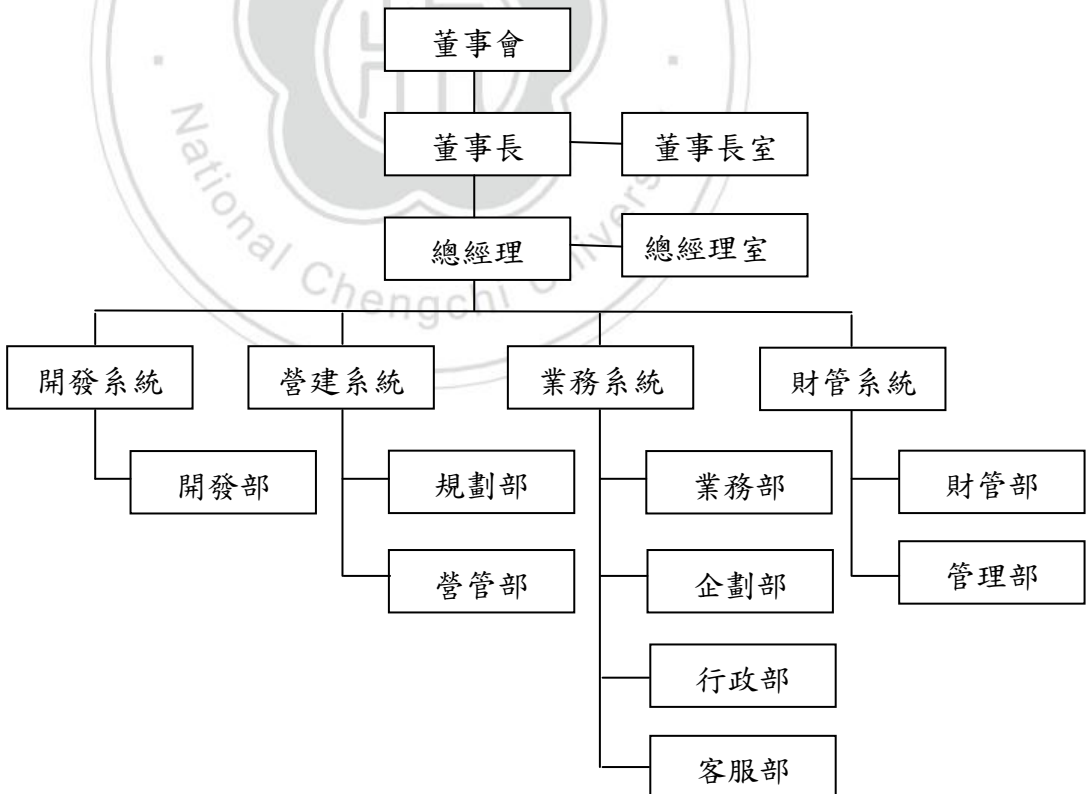 董事會
董事長
董事長室
總經理
總經理室
開發系統
營建系統
業務系統
財管系統
開發部
規劃部
業務部
財管部
營管部
企劃部
管理部
行政部
客服部
National Chengchi Univers